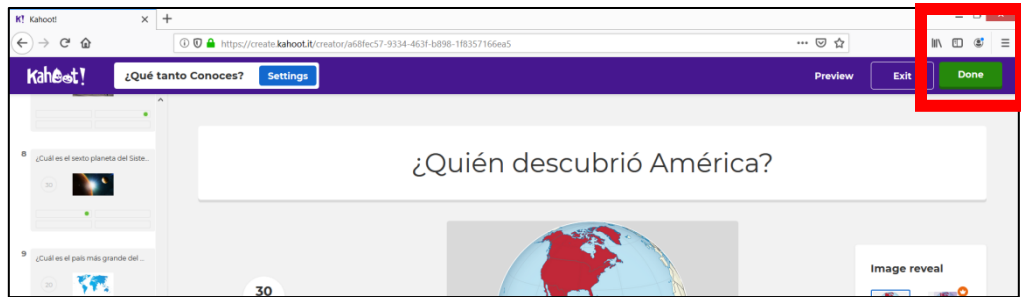 K! Kahoot!
https://create.kahoot.it/creator/a68fec57-9334-463f-b898-1f8357166ea5
Kahoot! ¿Qué tanto Conoces? Settings Preview Exit Done
8 ¿Cuál es el sexto planeta del Siste...
30
¿Quién descubrió América?
9 ¿Cuál es el país más grande del ...
30
30
Image reveal